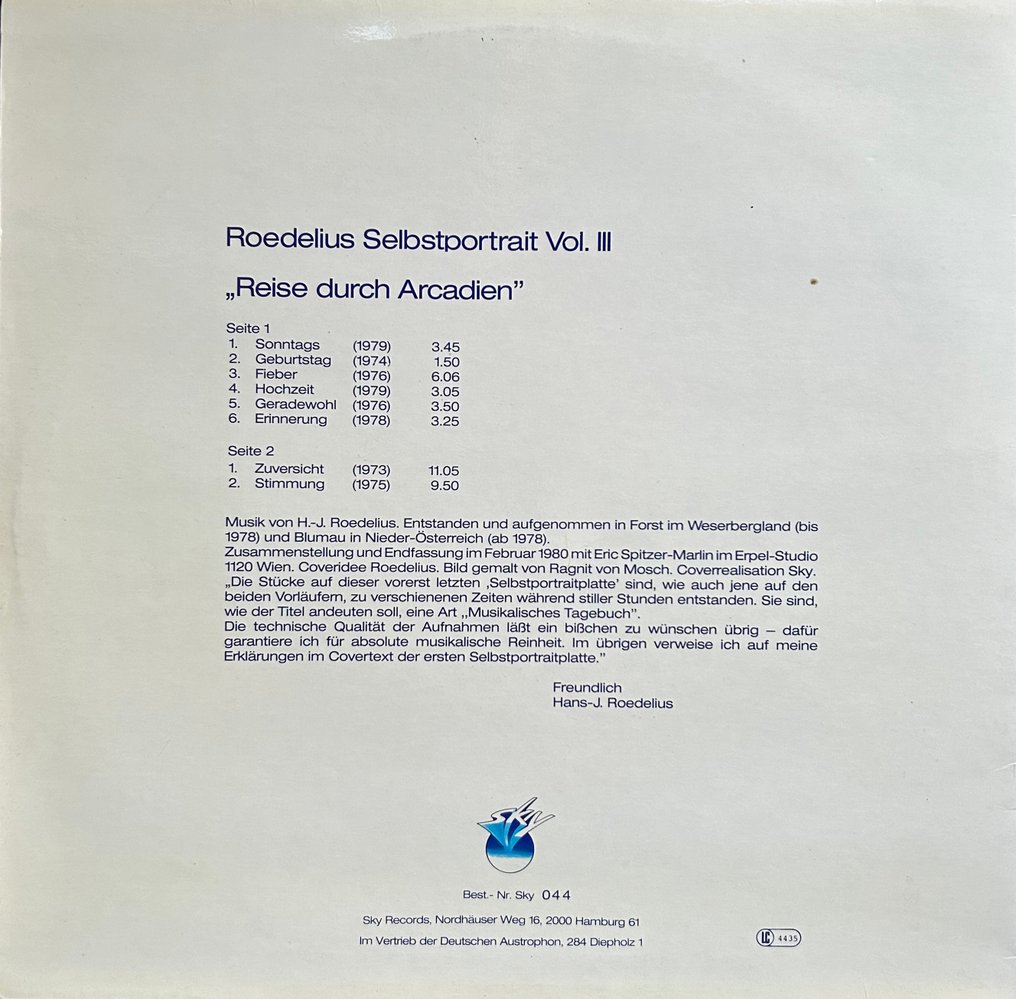 Roedelius Selbstportrait Vol. III
„Reise durch Arcadien”
Seite 1
1. Sonntags (1979) 3.45
2. Geburtstag (1974) 1.50
3. Fieber (1976) 6.06
4. Hochzeit (1979) 3.05
5. Geradewohl (1976) 3.50
6. Erinnerung (1978) 3.25
Seite 2
1. Zuversicht (1973) 11.05
2. Stimmung (1975) 9.50
Musik von H.-J. Roedelius. Entstanden und aufgenommen in Forst im Weserbergland (bis
1978) und Blumau in Nieder-Österreich (ab 1978).
Zusammenstellung und Endfassung im Februar 1980 mit Eric Spitzer-Marlin im Erpel-Studio
1120 Wien. Coveridee Roedelius. Bild gemalt von Ragnit von Mosch. Coverrealisation Sky.
„Die Stücke auf dieser vorerst letzten ‚Selbstportraitplatte’ sind, wie auch jene auf den
beiden Vorläufern, zu verschienenen Zeiten während stiller Stunden entstanden. Sie sind,
wie der Titel andeuten soll, eine Art „Musikalisches Tagebuch”.
Die technische Qualität der Aufnahmen läßt ein bißchen zu wünschen übrig – dafür
garantiere ich für absolute musikalische Reinheit. Im übrigen verweise ich auf meine
Erklärungen im Covertext der ersten Selbstportraitplatte.”
Freundlich
Hans-J. Roedelius
SKY
Best.- Nr. Sky 044
Sky Records, Nordhäuser Weg 16, 2000 Hamburg 61
Im Vertrieb der Deutschen Austrophon, 284 Diepholz 1
LC 4435